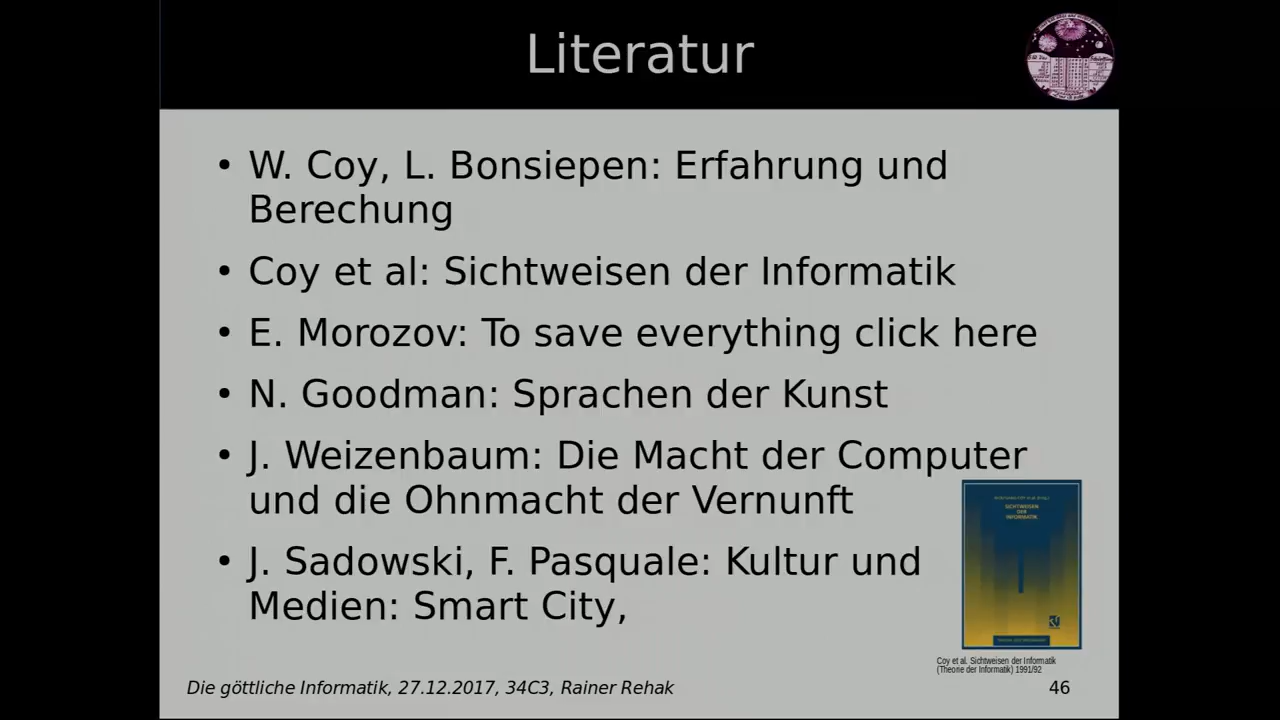 Literatur
• W. Coy, L. Bonsiepen: Erfahrung und
Berechung
• Coy et al: Sichtweisen der Informatik
• E. Morozov: To save everything click here
• N. Goodman: Sprachen der Kunst
• J. Weizenbaum: Die Macht der Computer
und die Ohnmacht der Vernunft
• J. Sadowski, F. Pasquale: Kultur und
Medien: Smart City,
SICHTWEISEN
DER
INFORMATIK
Coy et al. Sichtweisen der Informatik
(Theorie der Informatik) 1991/92
Die göttliche Informatik, 27.12.2017, 34C3, Rainer Rehak
46